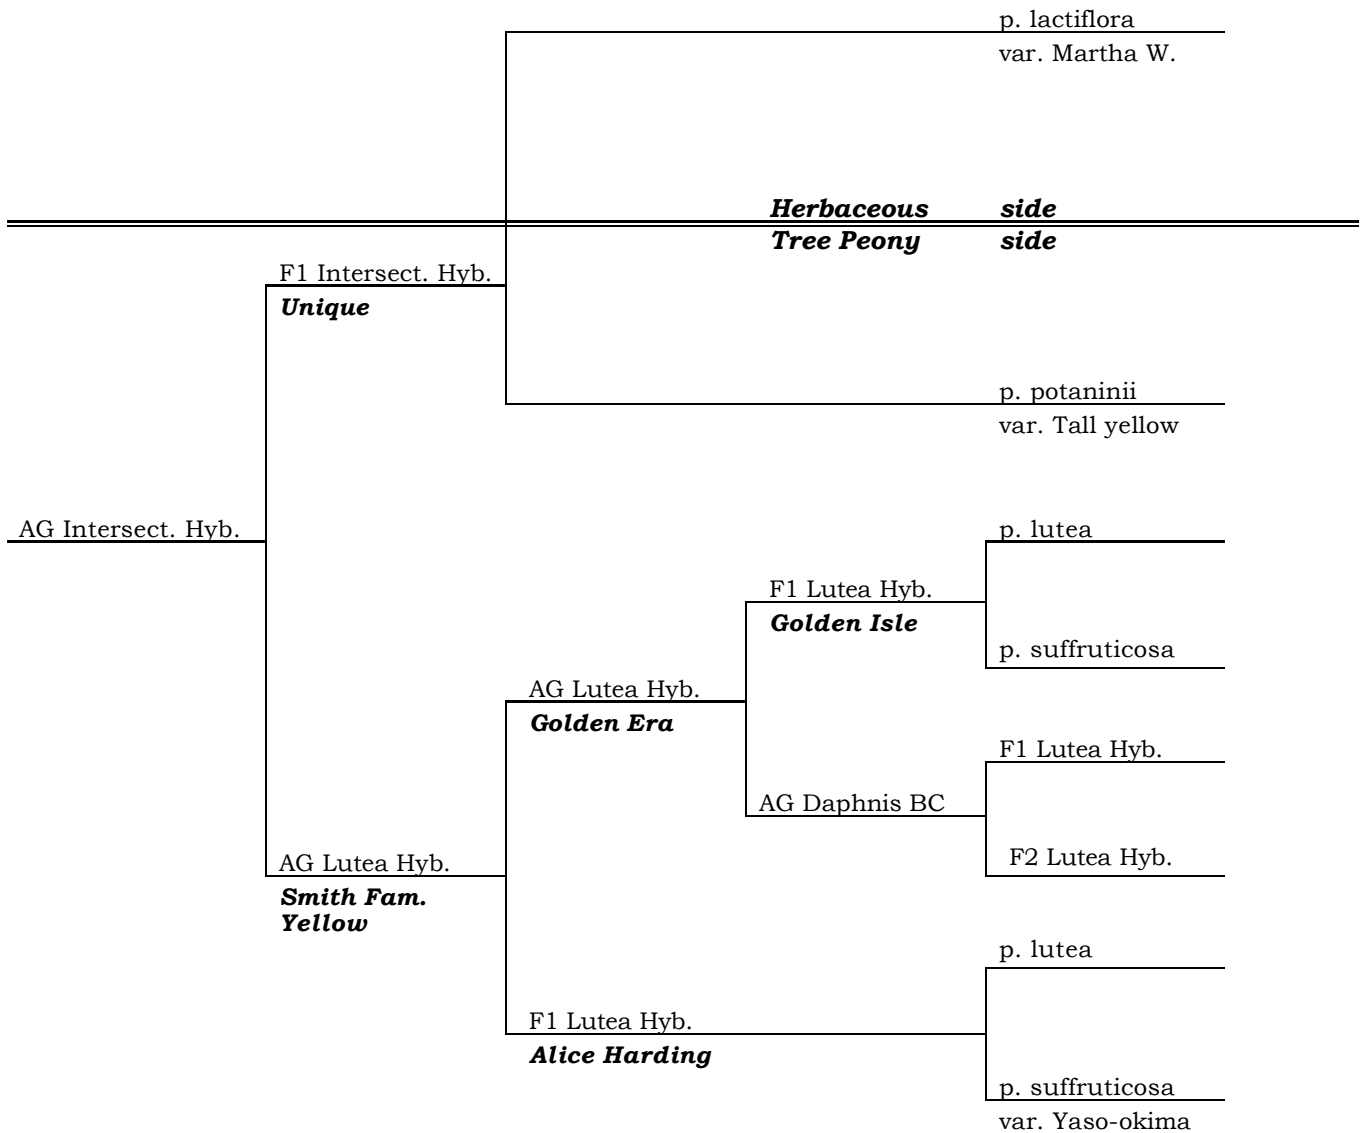 p. lactiflora
var. Martha W.
Herbaceous side
Tree Peony side
F1 Intersect. Hyb.
Unique
p. potaninii
var. Tall yellow
AG Intersect. Hyb.
p. lutea
F1 Lutea Hyb.
Golden Isle
p. suffruticosa
AG Lutea Hyb.
Golden Era
F1 Lutea Hyb.
AG Daphnis BC
F2 Lutea Hyb.
AG Lutea Hyb.
Smith Fam.
Yellow
p. lutea
F1 Lutea Hyb.
Alice Harding
p. suffruticosa
var. Yaso-okima